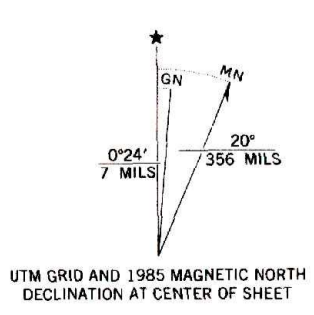 ★
GN
MN
0°24′
7 MILS
20°
356 MILS
UTM GRID AND 1985 MAGNETIC NORTH
DECLINATION AT CENTER OF SHEET